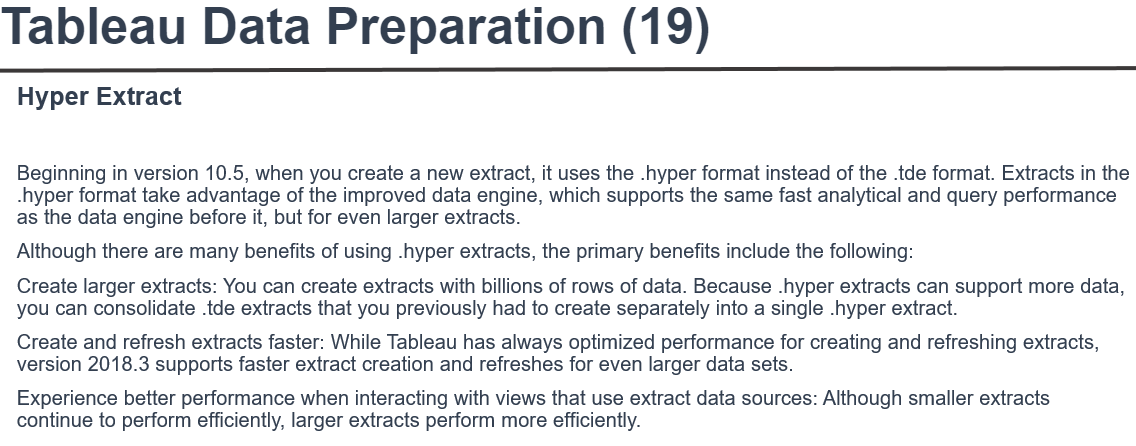 Tableau Data Preparation (19)
Hyper Extract
Beginning in version 10.5, when you create a new extract, it uses the .hyper format instead of the .tde format. Extracts in the
.hyper format take advantage of the improved data engine, which supports the same fast analytical and query performance
as the data engine before it, but for even larger extracts.
Although there are many benefits of using .hyper extracts, the primary benefits include the following:
Create larger extracts: You can create extracts with billions of rows of data. Because .hyper extracts can support more data,
you can consolidate .tde extracts that you previously had to create separately into a single .hyper extract.
Create and refresh extracts faster: While Tableau has always optimized performance for creating and refreshing extracts,
version 2018.3 supports faster extract creation and refreshes for even larger data sets.
Experience better performance when interacting with views that use extract data sources: Although smaller extracts
continue to perform efficiently, larger extracts perform more efficiently.